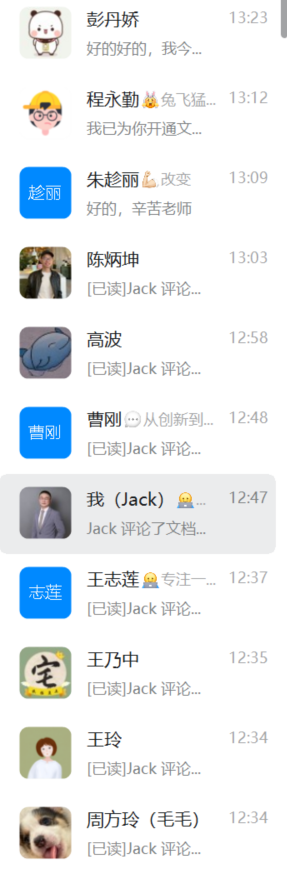 彭丹娇 13:23
好的好的，我今...
程永勤🐰兔飞猛... 13:12
我已为你开通文...
趁丽
朱趁丽💪改变 13:09
好的，辛苦老师
陈炳坤 13:03
[已读]Jack 评论...
高波 12:58
[已读]Jack 评论...
曹刚
曹刚💬从创新到... 12:48
[已读]Jack 评论...
我（Jack）🧑‍💻... 12:47
Jack 评论了文档...
志莲
王志莲🧑‍💻专注一... 12:37
[已读]Jack 评论...
宅
王乃中 12:35
[已读]Jack 评论...
王玲 12:34
[已读]Jack 评论...
周方玲（毛毛） 12:34
[已读]Jack 评论...